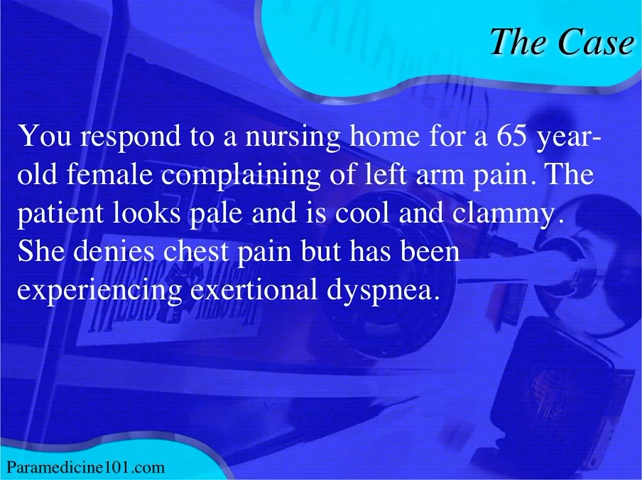 The Case
You respond to a nursing home for a 65 year-
old female complaining of left arm pain. The
patient looks pale and is cool and clammy.
She denies chest pain but has been
experiencing exertional dyspnea.
Paramedicine101.com